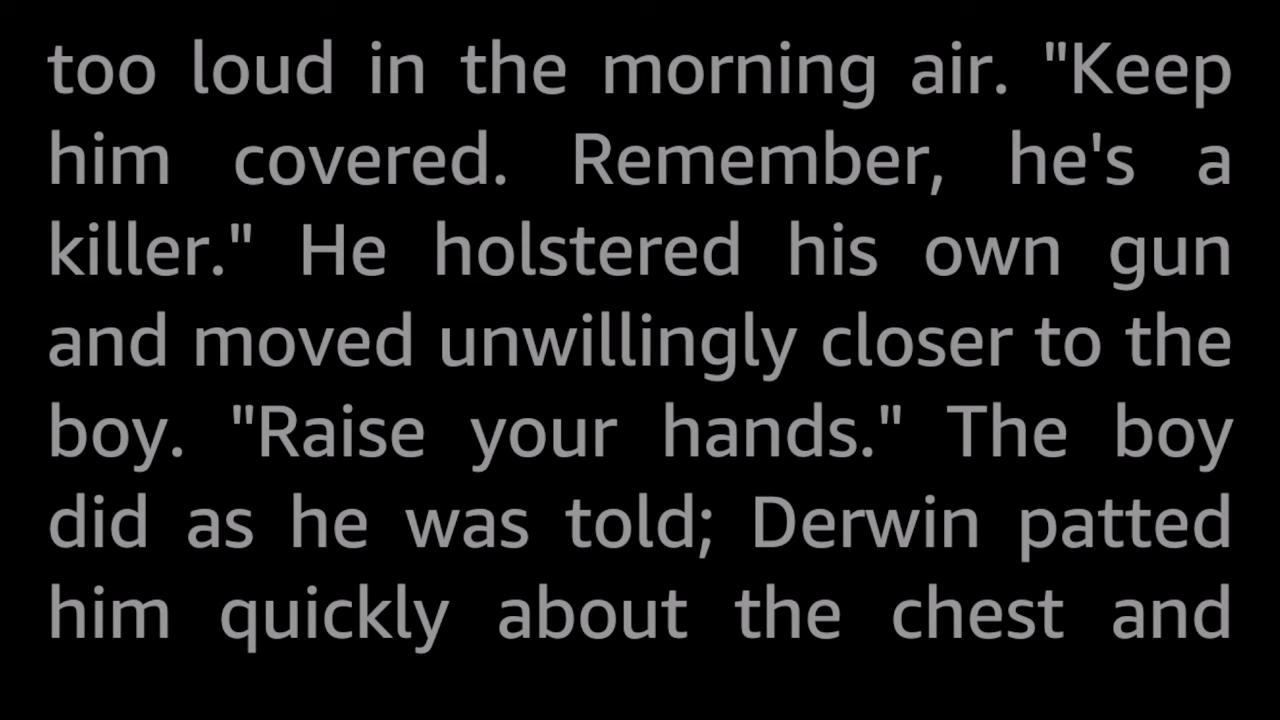 too loud in the morning air. "Keep
him covered. Remember, he's a
killer." He holstered his own gun
and moved unwillingly closer to the
boy. "Raise your hands." The boy
did as he was told; Derwin patted
him quickly about the chest and